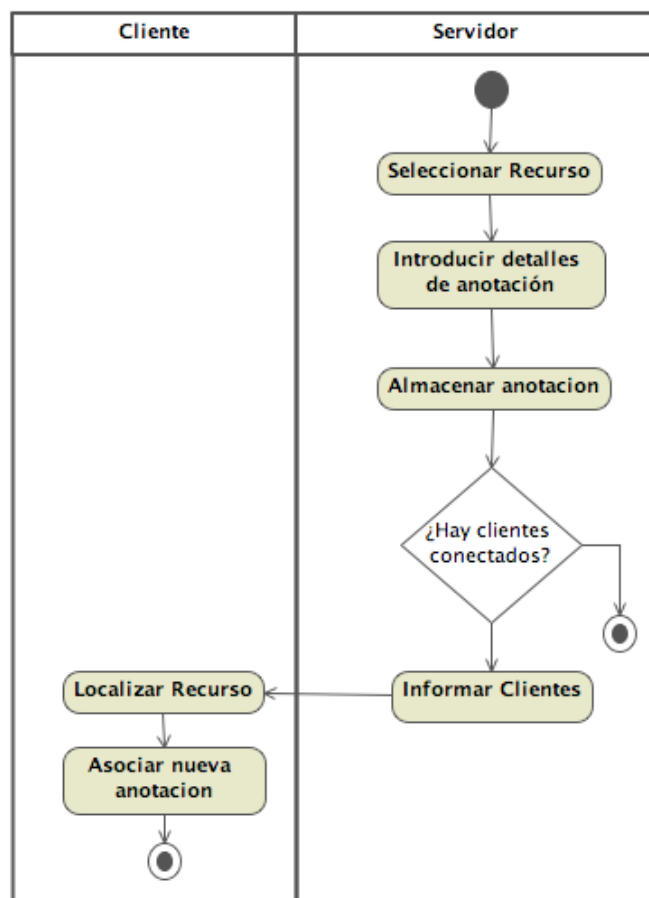 Cliente
Servidor
Seleccionar Recurso
Introducir detalles
de anotación
Almacenar anotacion
¿Hay clientes
conectados?
Localizar Recurso
Informar Clientes
Asociar nueva
anotacion